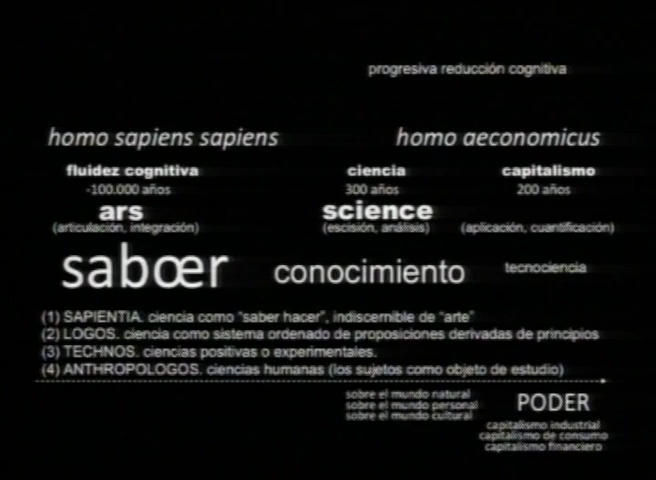 progresiva reducción cognitiva
homo sapiens sapiens homo aeconomicus
fluidez cognitiva ciencia capitalismo
-100.000 años 300 años 200 años
ars science
(articulación, integración) (escisión, análisis) (aplicación, cuantificación)
sabœr conocimiento tecnociencia
(1) SAPIENTIA. ciencia como "saber hacer", indiscernible de "arte"
(2) LOGOS. ciencia como sistema ordenado de proposiciones derivadas de principios
(3) TECHNOS. ciencias positivas o experimentales.
(4) ANTHROPOLOGOS. ciencias humanas (los sujetos como objeto de estudio)
sobre el mundo natural
sobre el mundo personal PODER
sobre el mundo cultural
capitalismo industrial
capitalismo de consumo
capitalismo financiero